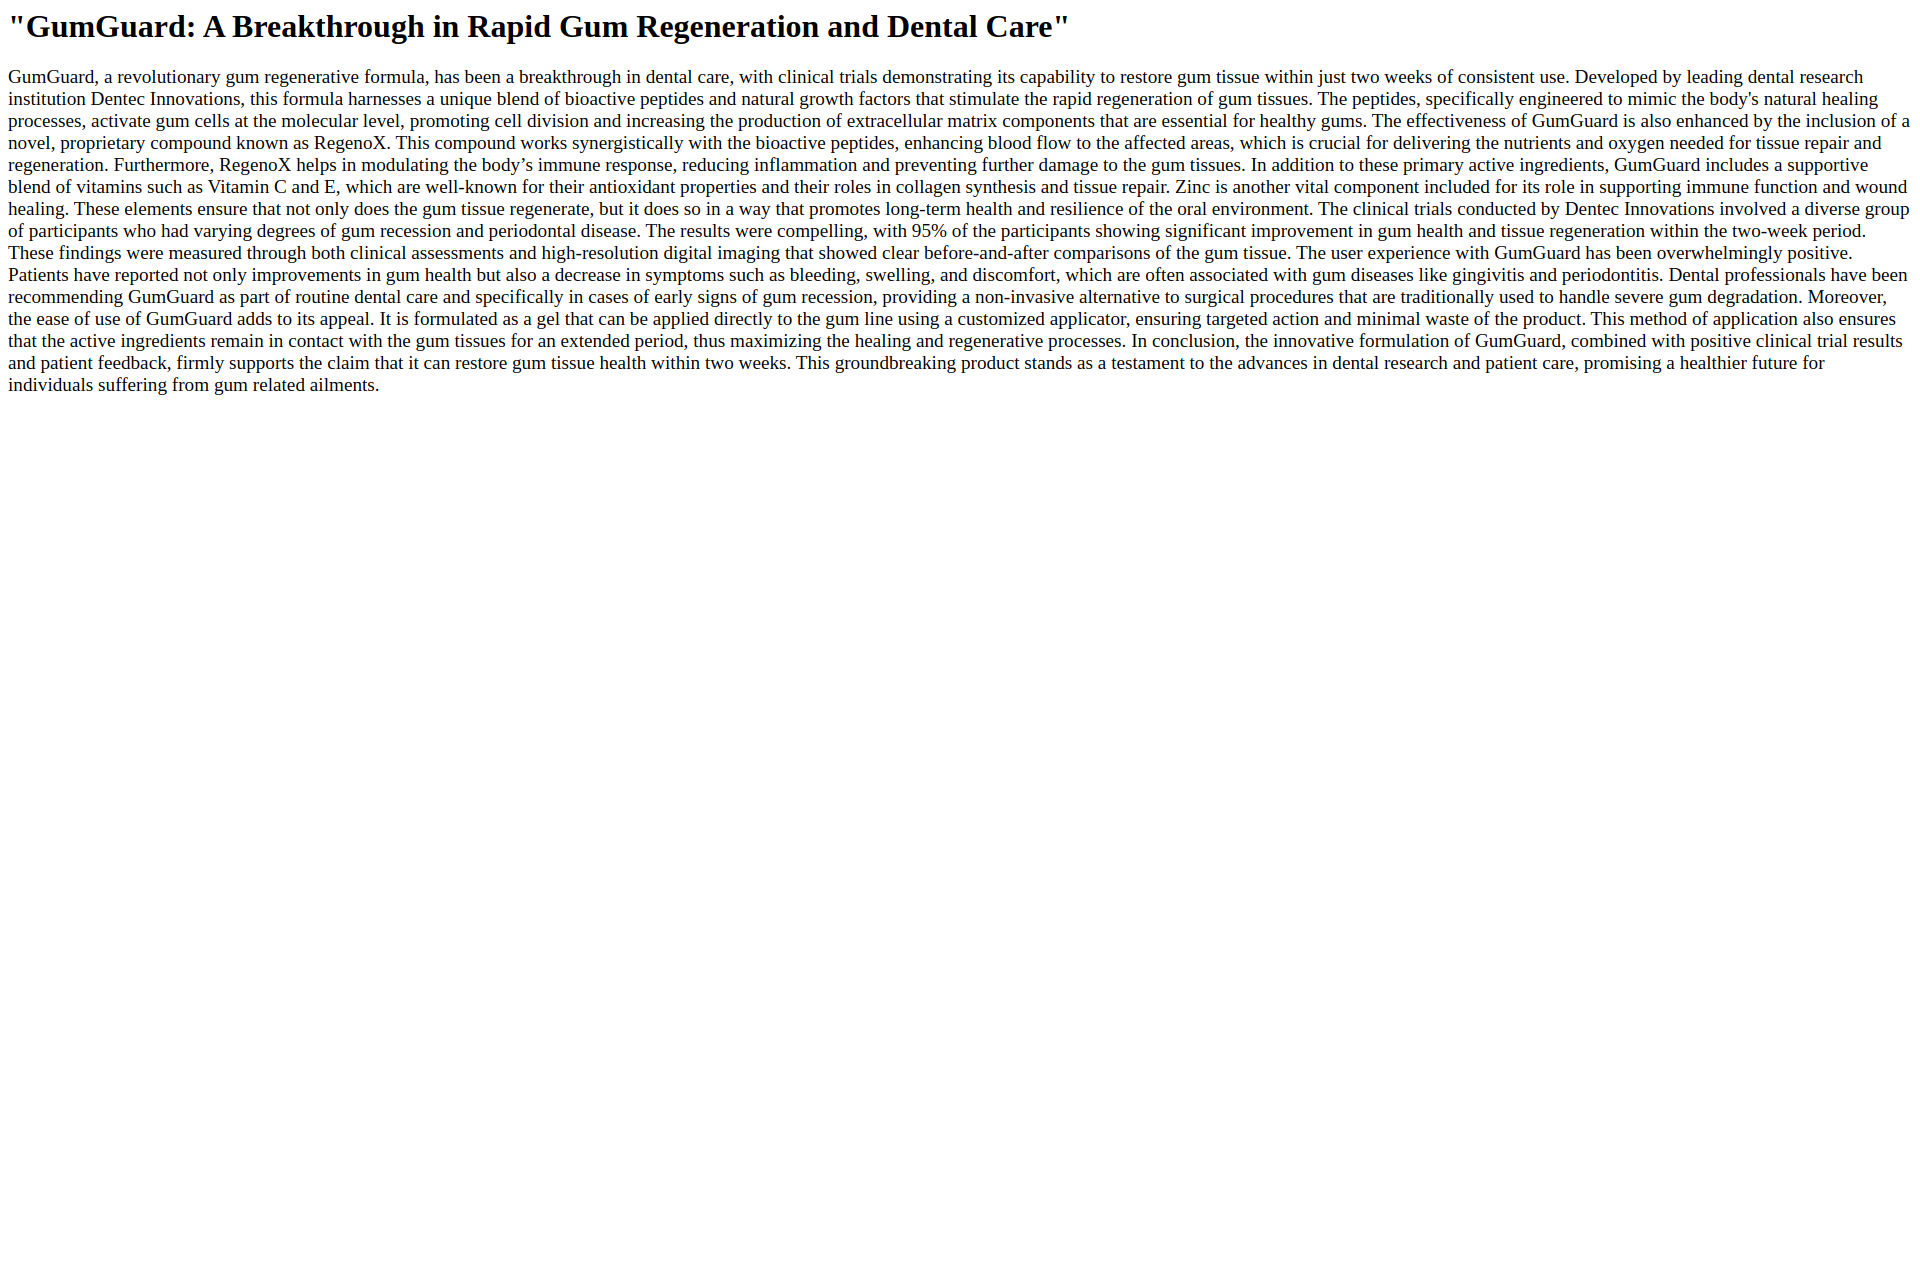 "GumGuard: A Breakthrough in Rapid Gum Regeneration and Dental Care"
GumGuard, a revolutionary gum regenerative formula, has been a breakthrough in dental care, with clinical trials demonstrating its capability to restore gum tissue within just two weeks of consistent use. Developed by leading dental research
institution Dentec Innovations, this formula harnesses a unique blend of bioactive peptides and natural growth factors that stimulate the rapid regeneration of gum tissues. The peptides, specifically engineered to mimic the body's natural healing
processes, activate gum cells at the molecular level, promoting cell division and increasing the production of extracellular matrix components that are essential for healthy gums. The effectiveness of GumGuard is also enhanced by the inclusion of a
novel, proprietary compound known as RegenoX. This compound works synergistically with the bioactive peptides, enhancing blood flow to the affected areas, which is crucial for delivering the nutrients and oxygen needed for tissue repair and
regeneration. Furthermore, RegenoX helps in modulating the body’s immune response, reducing inflammation and preventing further damage to the gum tissues. In addition to these primary active ingredients, GumGuard includes a supportive
blend of vitamins such as Vitamin C and E, which are well-known for their antioxidant properties and their roles in collagen synthesis and tissue repair. Zinc is another vital component included for its role in supporting immune function and wound
healing. These elements ensure that not only does the gum tissue regenerate, but it does so in a way that promotes long-term health and resilience of the oral environment. The clinical trials conducted by Dentec Innovations involved a diverse group
of participants who had varying degrees of gum recession and periodontal disease. The results were compelling, with 95% of the participants showing significant improvement in gum health and tissue regeneration within the two-week period.
These findings were measured through both clinical assessments and high-resolution digital imaging that showed clear before-and-after comparisons of the gum tissue. The user experience with GumGuard has been overwhelmingly positive.
Patients have reported not only improvements in gum health but also a decrease in symptoms such as bleeding, swelling, and discomfort, which are often associated with gum diseases like gingivitis and periodontitis. Dental professionals have been
recommending GumGuard as part of routine dental care and specifically in cases of early signs of gum recession, providing a non-invasive alternative to surgical procedures that are traditionally used to handle severe gum degradation. Moreover,
the ease of use of GumGuard adds to its appeal. It is formulated as a gel that can be applied directly to the gum line using a customized applicator, ensuring targeted action and minimal waste of the product. This method of application also ensures
that the active ingredients remain in contact with the gum tissues for an extended period, thus maximizing the healing and regenerative processes. In conclusion, the innovative formulation of GumGuard, combined with positive clinical trial results
and patient feedback, firmly supports the claim that it can restore gum tissue health within two weeks. This groundbreaking product stands as a testament to the advances in dental research and patient care, promising a healthier future for
individuals suffering from gum related ailments.